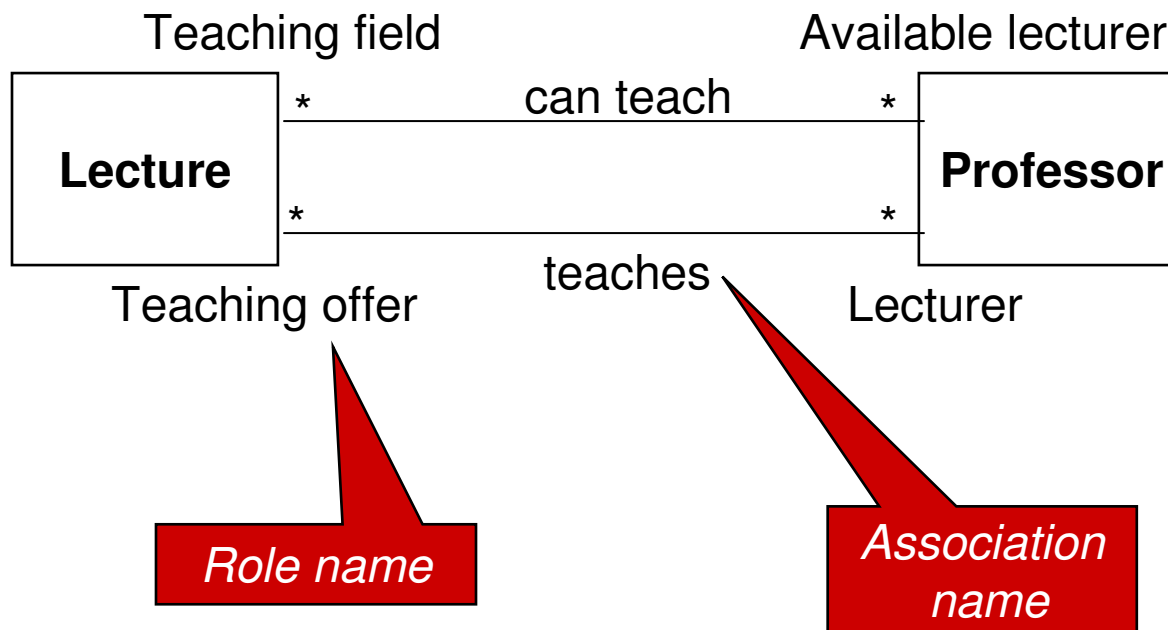 Teaching field
Available lecturer
* can teach *
Lecture
Professor
* *
teaches
Teaching offer
Lecturer
Role name
Association
name